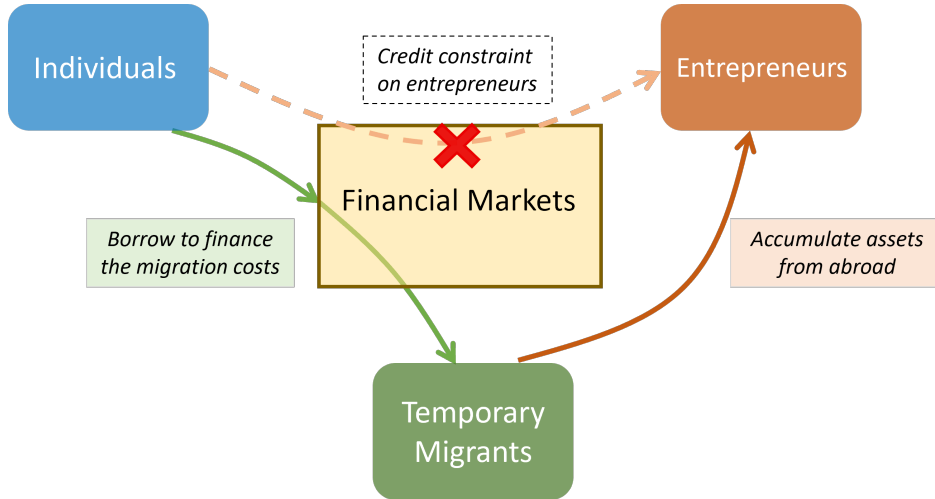 Individuals
Credit constraint
on entrepreneurs
Entrepreneurs
Financial Markets
Borrow to finance
the migration costs
Accumulate assets
from abroad
Temporary
Migrants